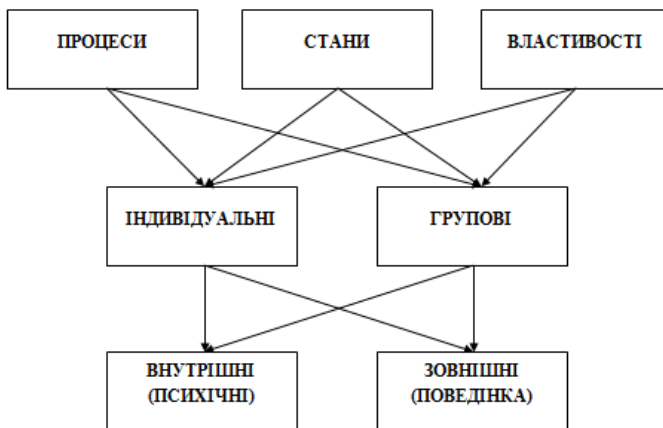 ПРОЦЕСИ
СТАНИ
ВЛАСТИВОСТІ
ІНДИВІДУАЛЬНІ
ГРУПОВІ
ВНУТРІШНІ
(ПСИХІЧНІ)
ЗОВНІШНІ
(ПОВЕДІНКА)